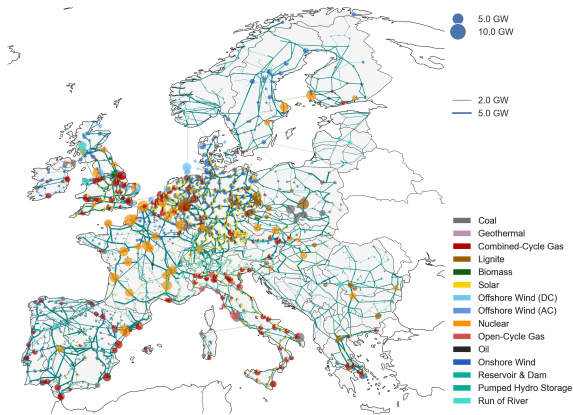 5.0 GW
10.0 GW
2.0 GW
5.0 GW
Coal
Geothermal
Combined-Cycle Gas
Lignite
Biomass
Solar
Offshore Wind (DC)
Offshore Wind (AC)
Nuclear
Open-Cycle Gas
Oil
Onshore Wind
Reservoir & Dam
Pumped Hydro Storage
Run of River